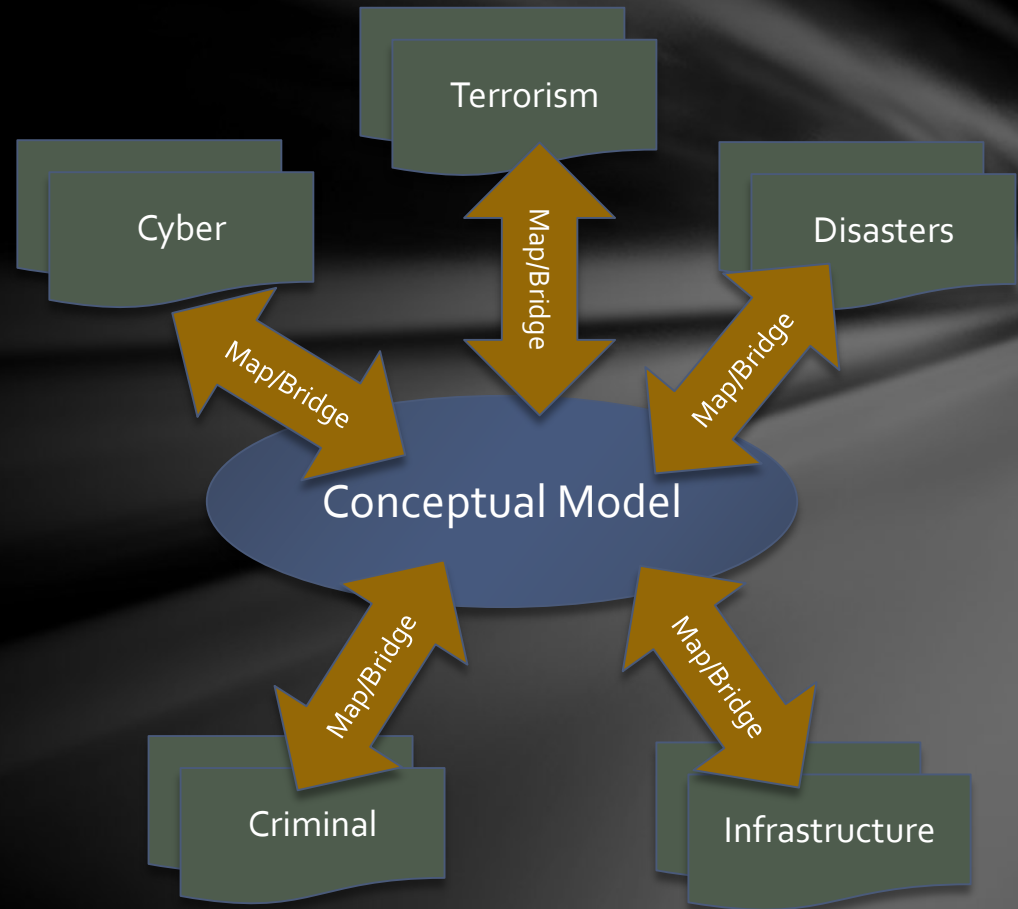 Terrorism
Cyber
Disasters
Map/Bridge
Map/Bridge
Map/Bridge
Conceptual Model
Map/Bridge
Map/Bridge
Criminal
Infrastructure